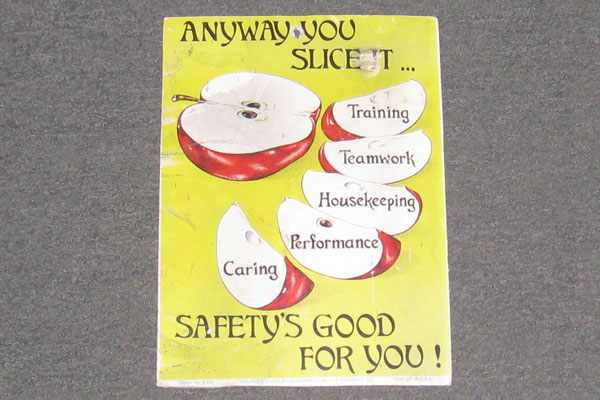 ANYWAY YOU
SLICE IT ...
Training
Teamwork
Housekeeping
Performance
Caring
SAFETY'S GOOD
FOR YOU !